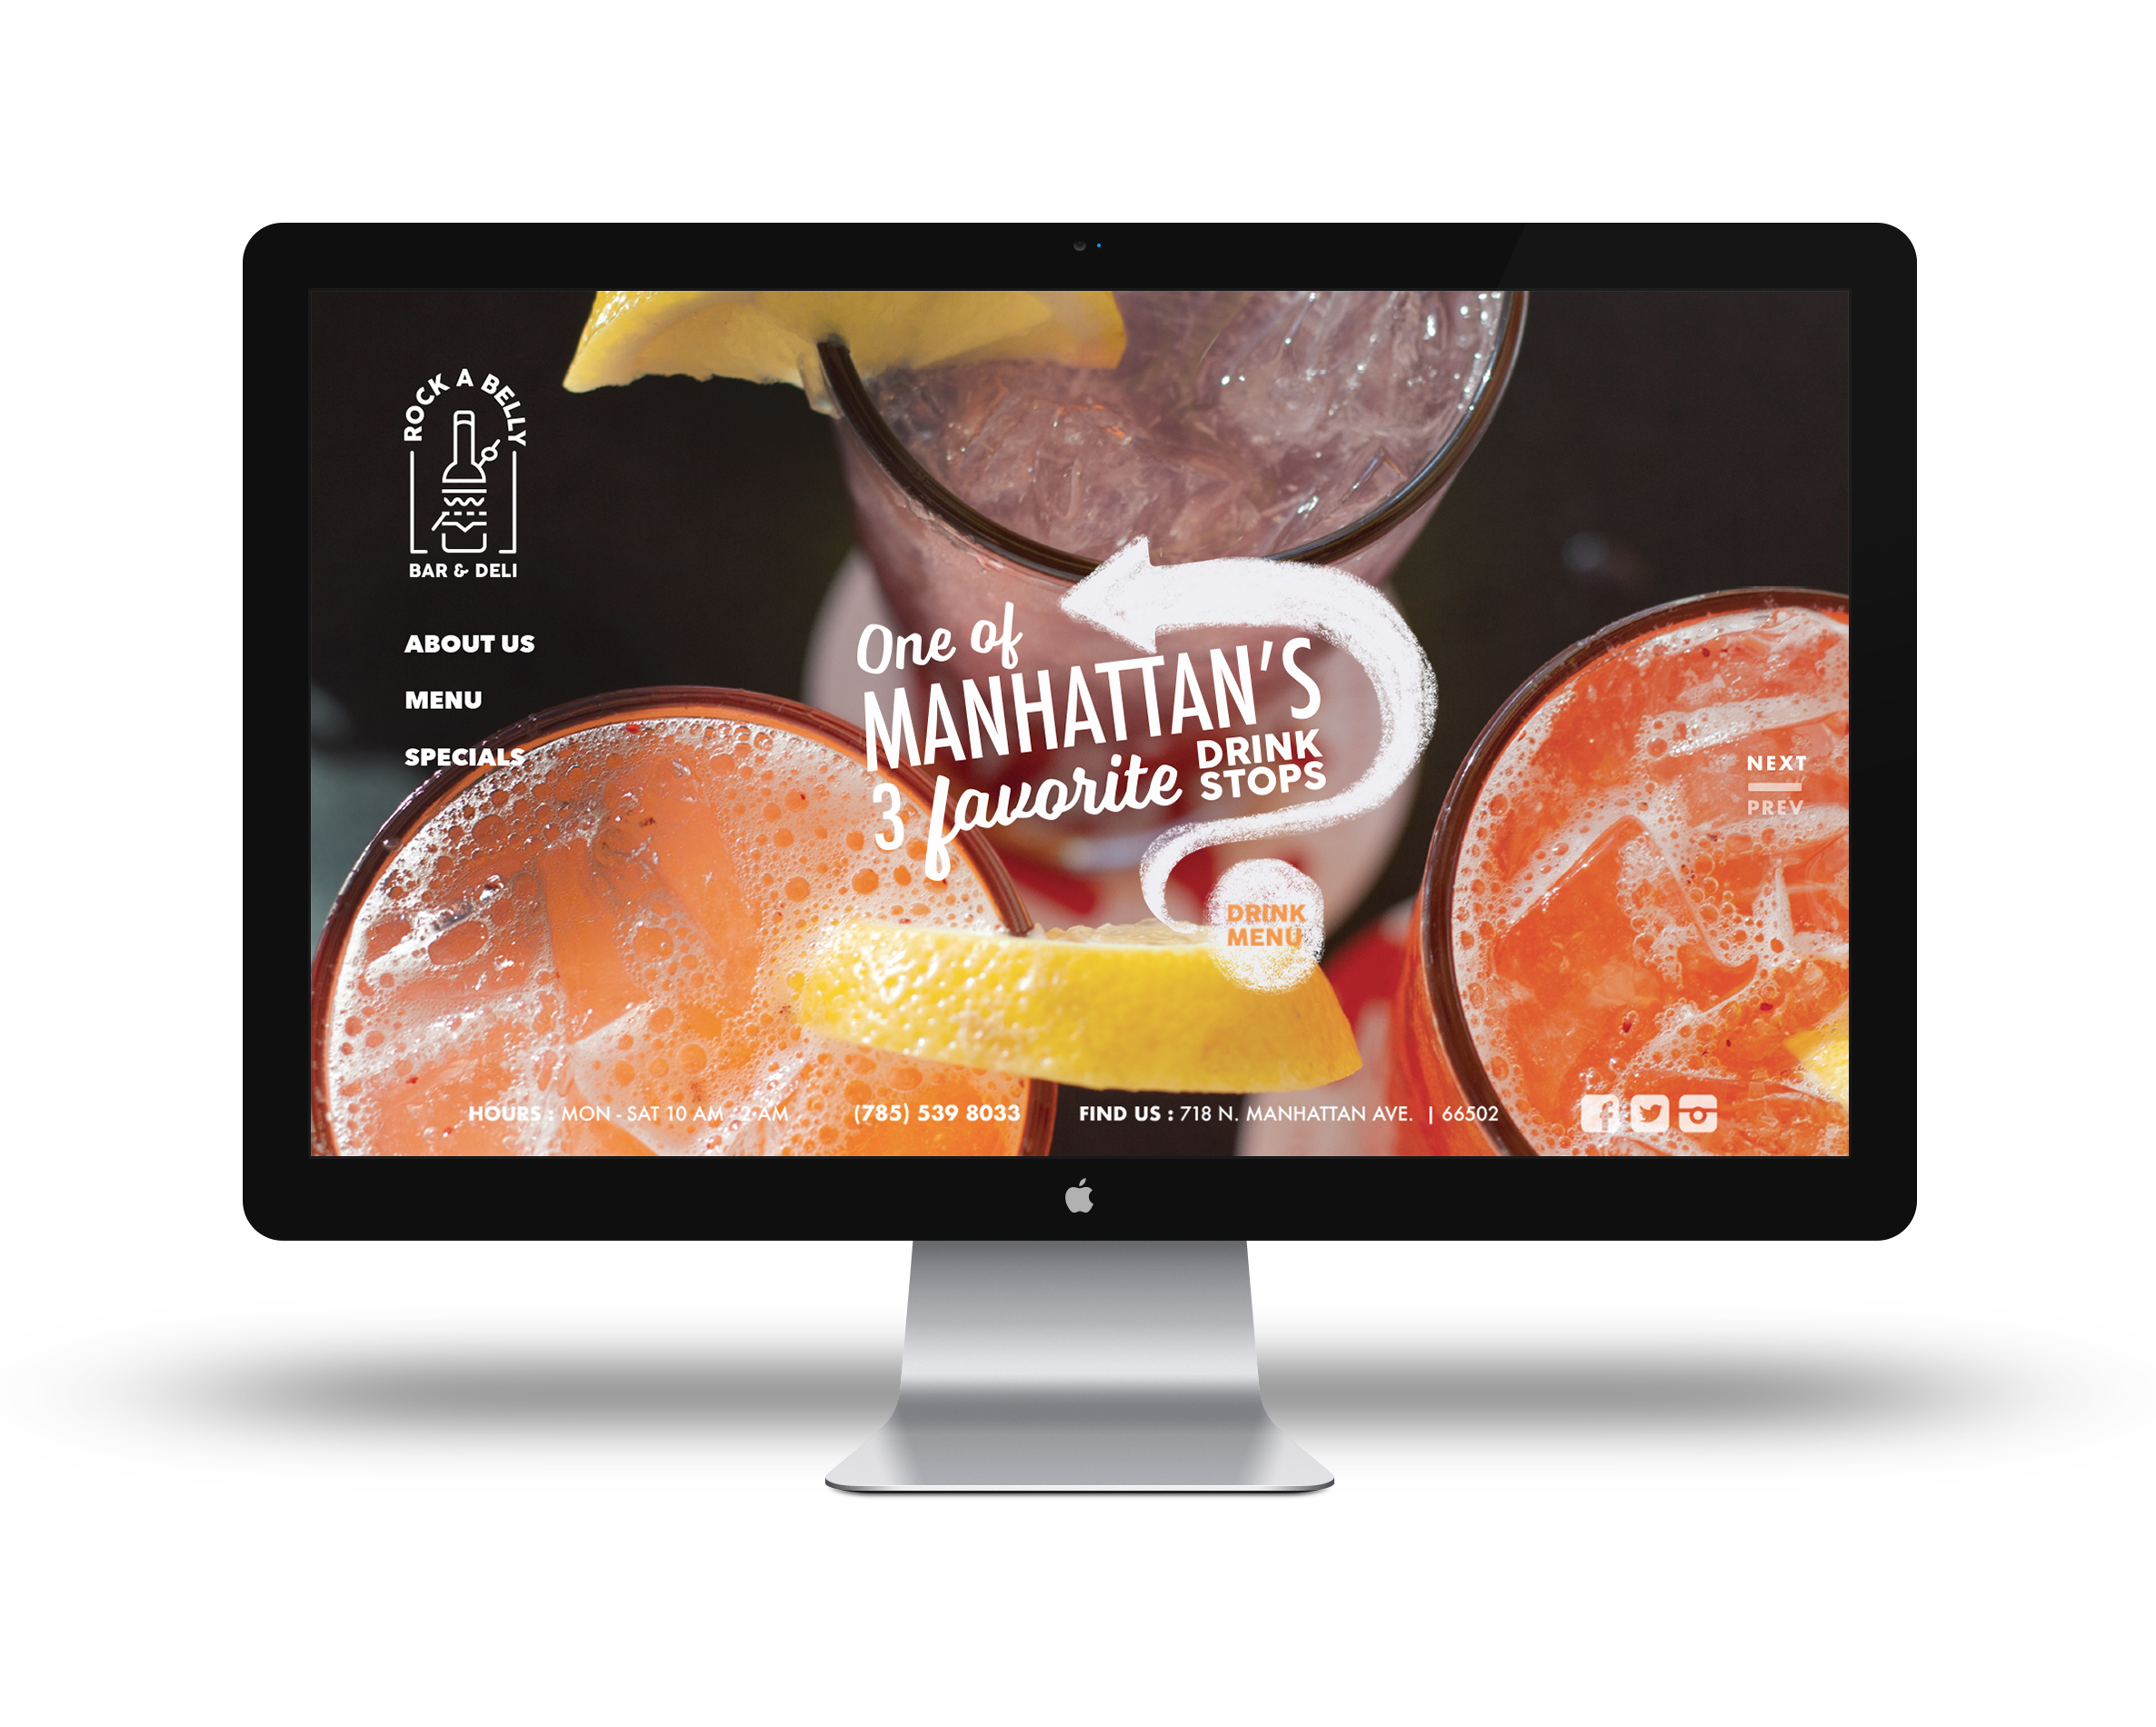 ROCK A BELLY
BAR & DELI
ABOUT US
MENU
SPECIALS
One of
MANHATTAN'S
3 favorite DRINK STOPS
DRINK
MENU
NEXT
PREV
HOURS : MON - SAT 10 AM - 2 AM
(785) 539 8033
FIND US : 718 N. MANHATTAN AVE. | 66502